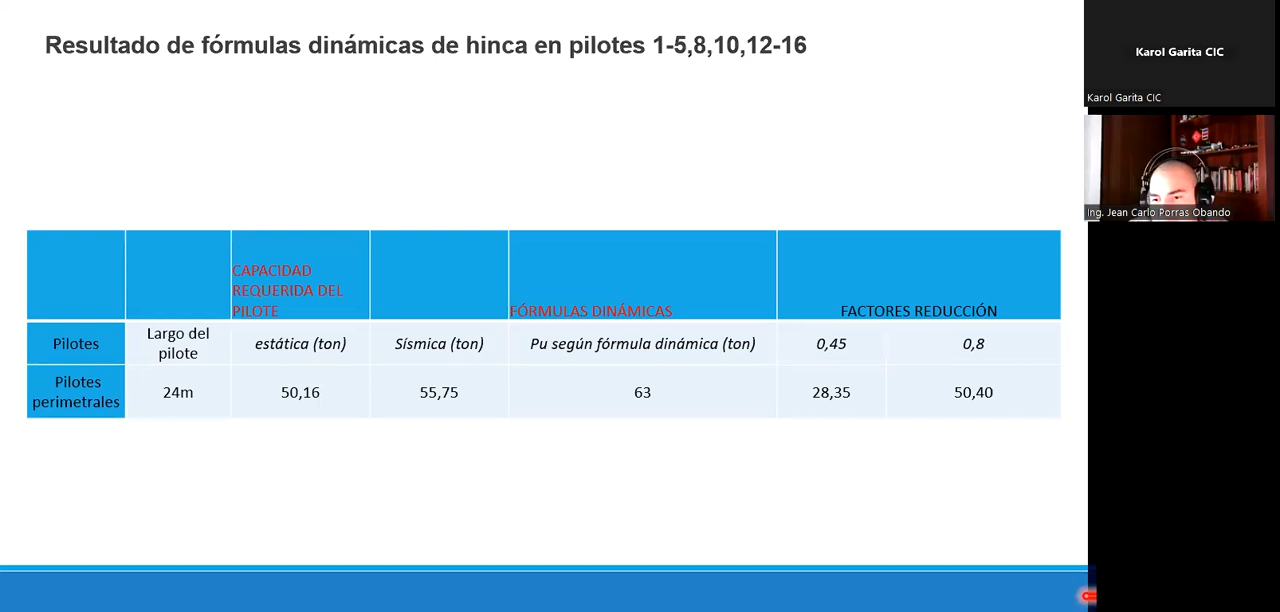 Resultado de fórmulas dinámicas de hinca en pilotes 1-5,8,10,12-16
Karol Garita CIC
Karol Garita CIC
Ing. Jean Carlo Porras Obando
CAPACIDAD
REQUERIDA DEL
PILOTE
FÓRMULAS DINÁMICAS
FACTORES REDUCCIÓN
Pilotes
Largo del
pilote
estática (ton)
Sísmica (ton)
Pu según fórmula dinámica (ton)
0,45
0,8
Pilotes
perimetrales
24m
50,16
55,75
63
28,35
50,40